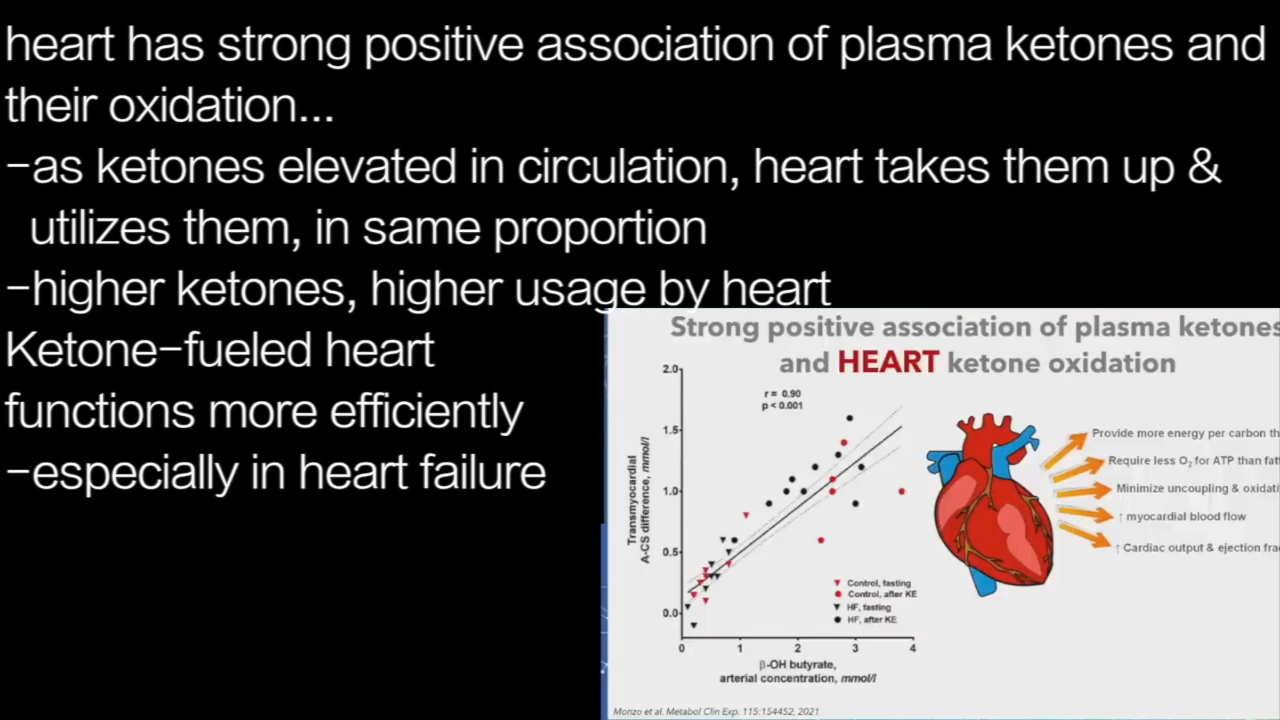 heart has strong positive association of plasma ketones and
their oxidation...
-as ketones elevated in circulation, heart takes them up &
utilizes them, in same proportion
-higher ketones, higher usage by heart
Ketone-fueled heart
functions more efficiently
-especially in heart failure
Strong positive association of plasma ketones
and HEART ketone oxidation
2.0
1.5
1.0
0.5
0.0
r = 0.90
p < 0.001
Transmyocardial
A-CS difference, mmol/l
Control, fasting
Control, after KE
HF, fasting
HF, after KE
0 1 2 3 4
β-OH butyrate,
arterial concentration, mmol/l
Provide more energy per carbon
Require less O2 for ATP than
Minimize uncoupling &
↑ myocardial blood flow
↑ Cardiac output & ejection
Monzo et al. Metabol Clin Exp. 115:154452, 2021